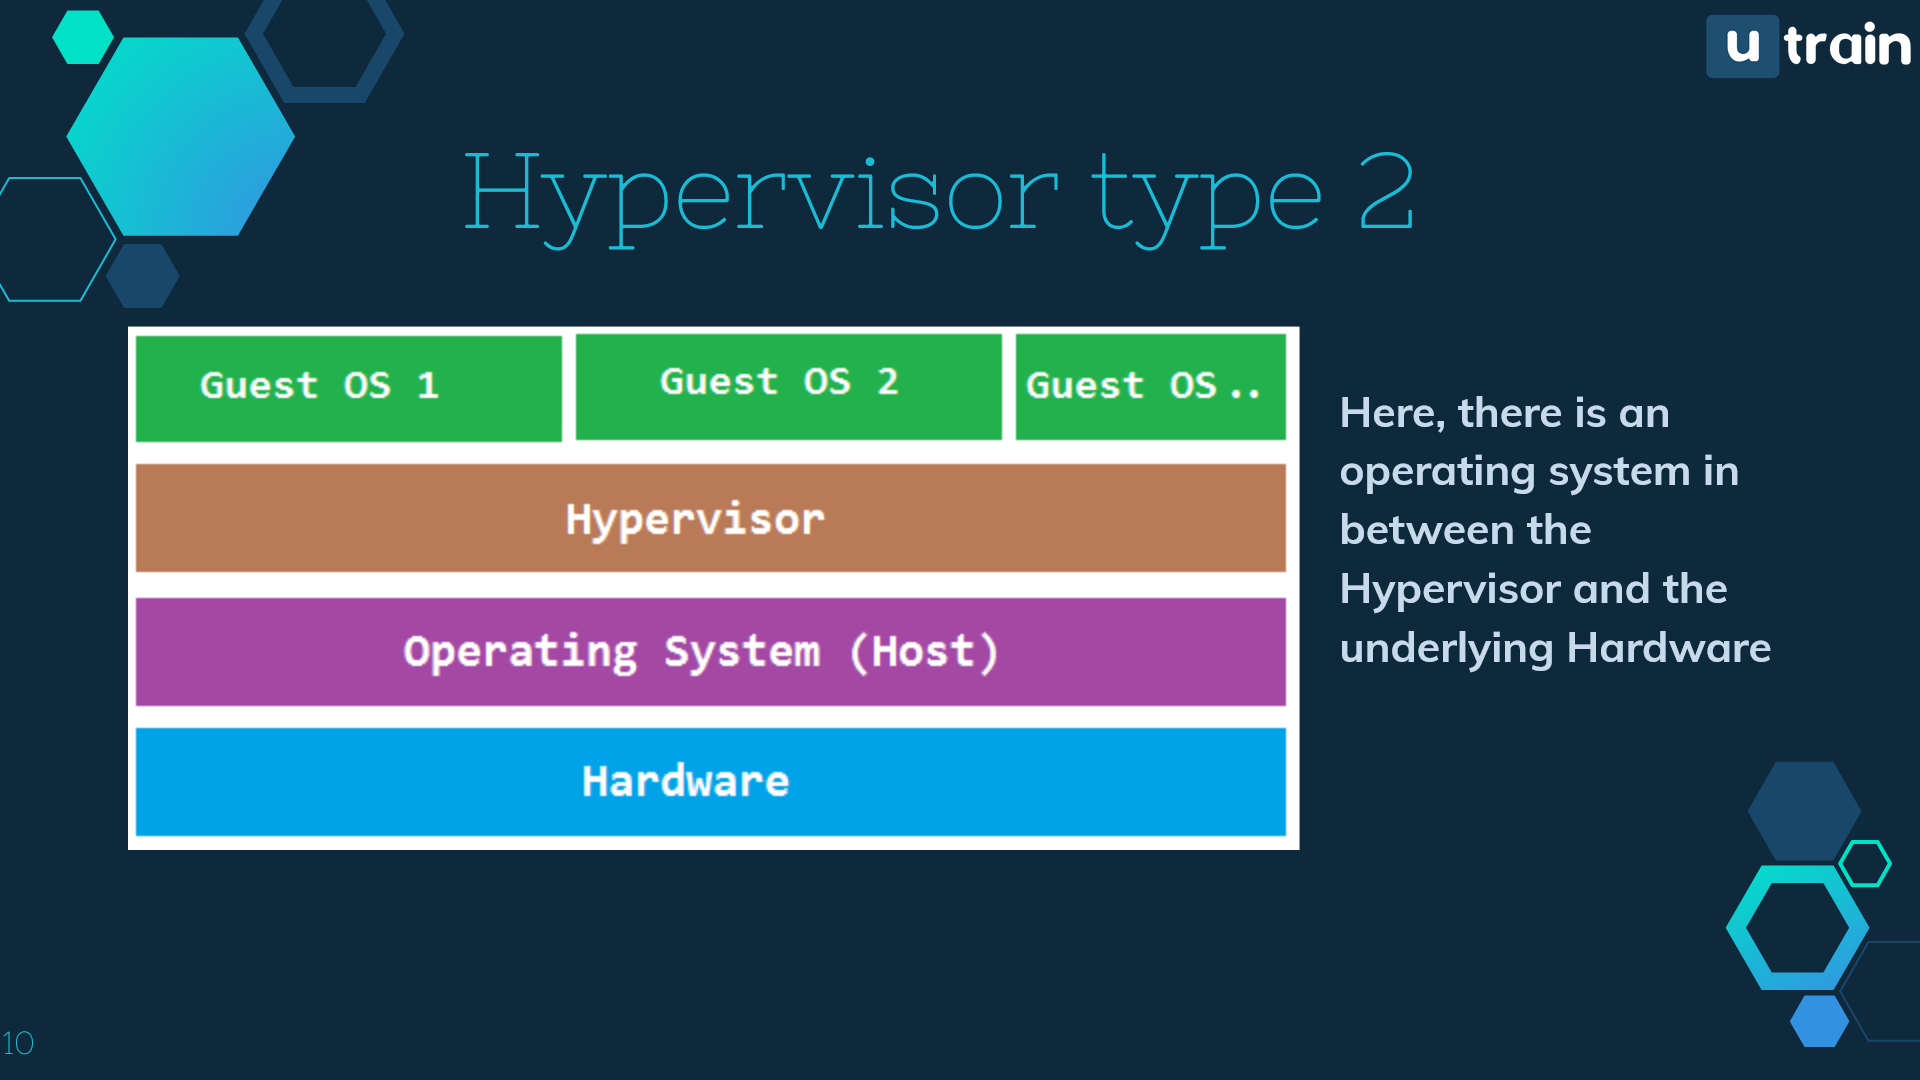 u train
Hypervisor type 2
Guest OS 1
Guest OS 2
Guest OS..
Hypervisor
Operating System (Host)
Hardware
Here, there is an
operating system in
between the
Hypervisor and the
underlying Hardware
10